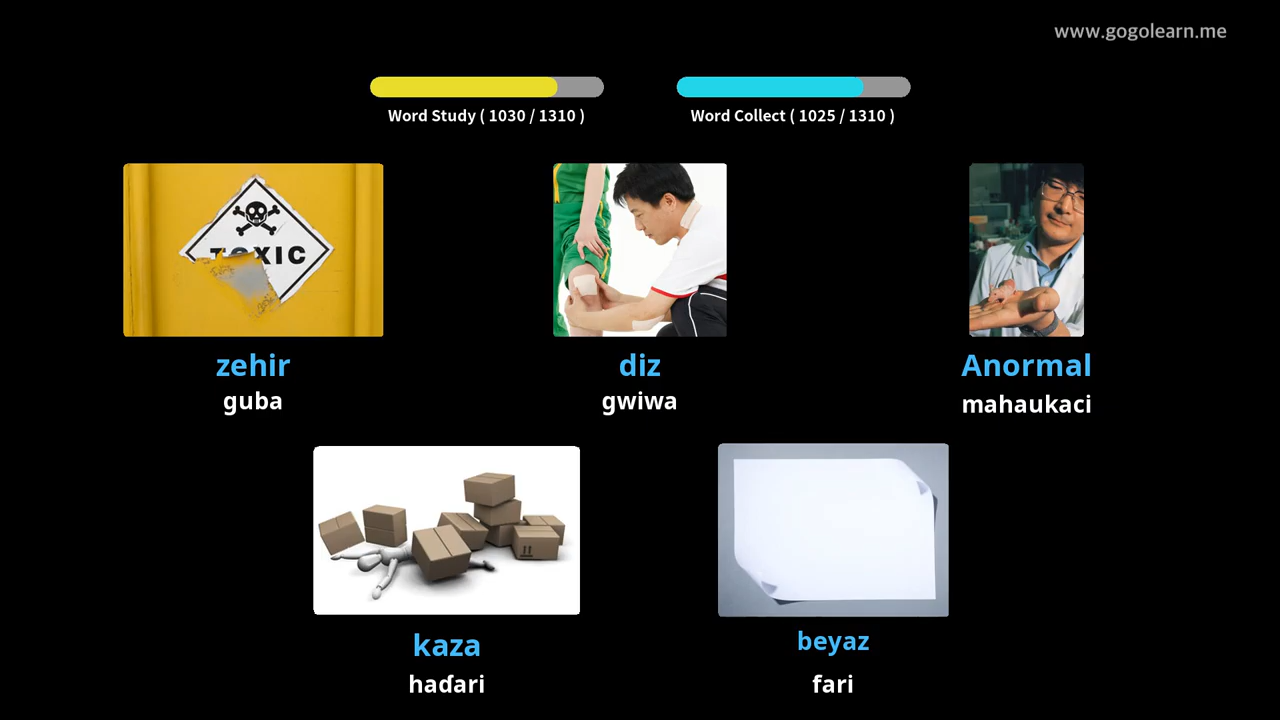 www.gogolearn.me
Word Study ( 1030 / 1310 )
Word Collect ( 1025 / 1310 )
TOXIC
zehir
guba
diz
gwiwa
Anormal
mahaukaci
kaza
haɗari
beyaz
fari